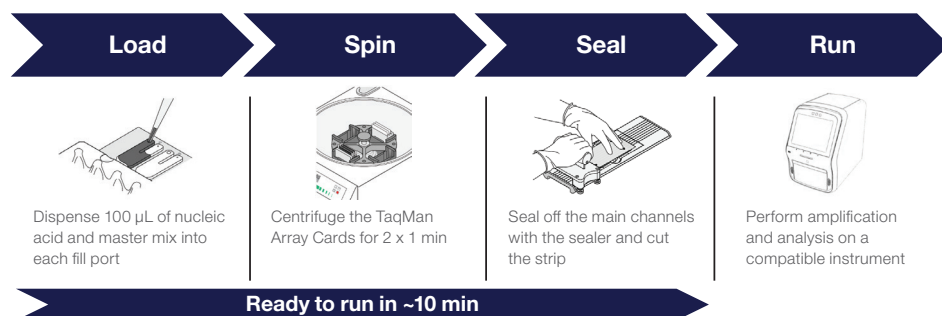 Load
Spin
Seal
Run
Dispense 100 µL of nucleic
acid and master mix into
each fill port
Centrifuge the TaqMan
Array Cards for 2 x 1 min
Seal off the main channels
with the sealer and cut
the strip
Perform amplification
and analysis on a
compatible instrument
Ready to run in ~10 min